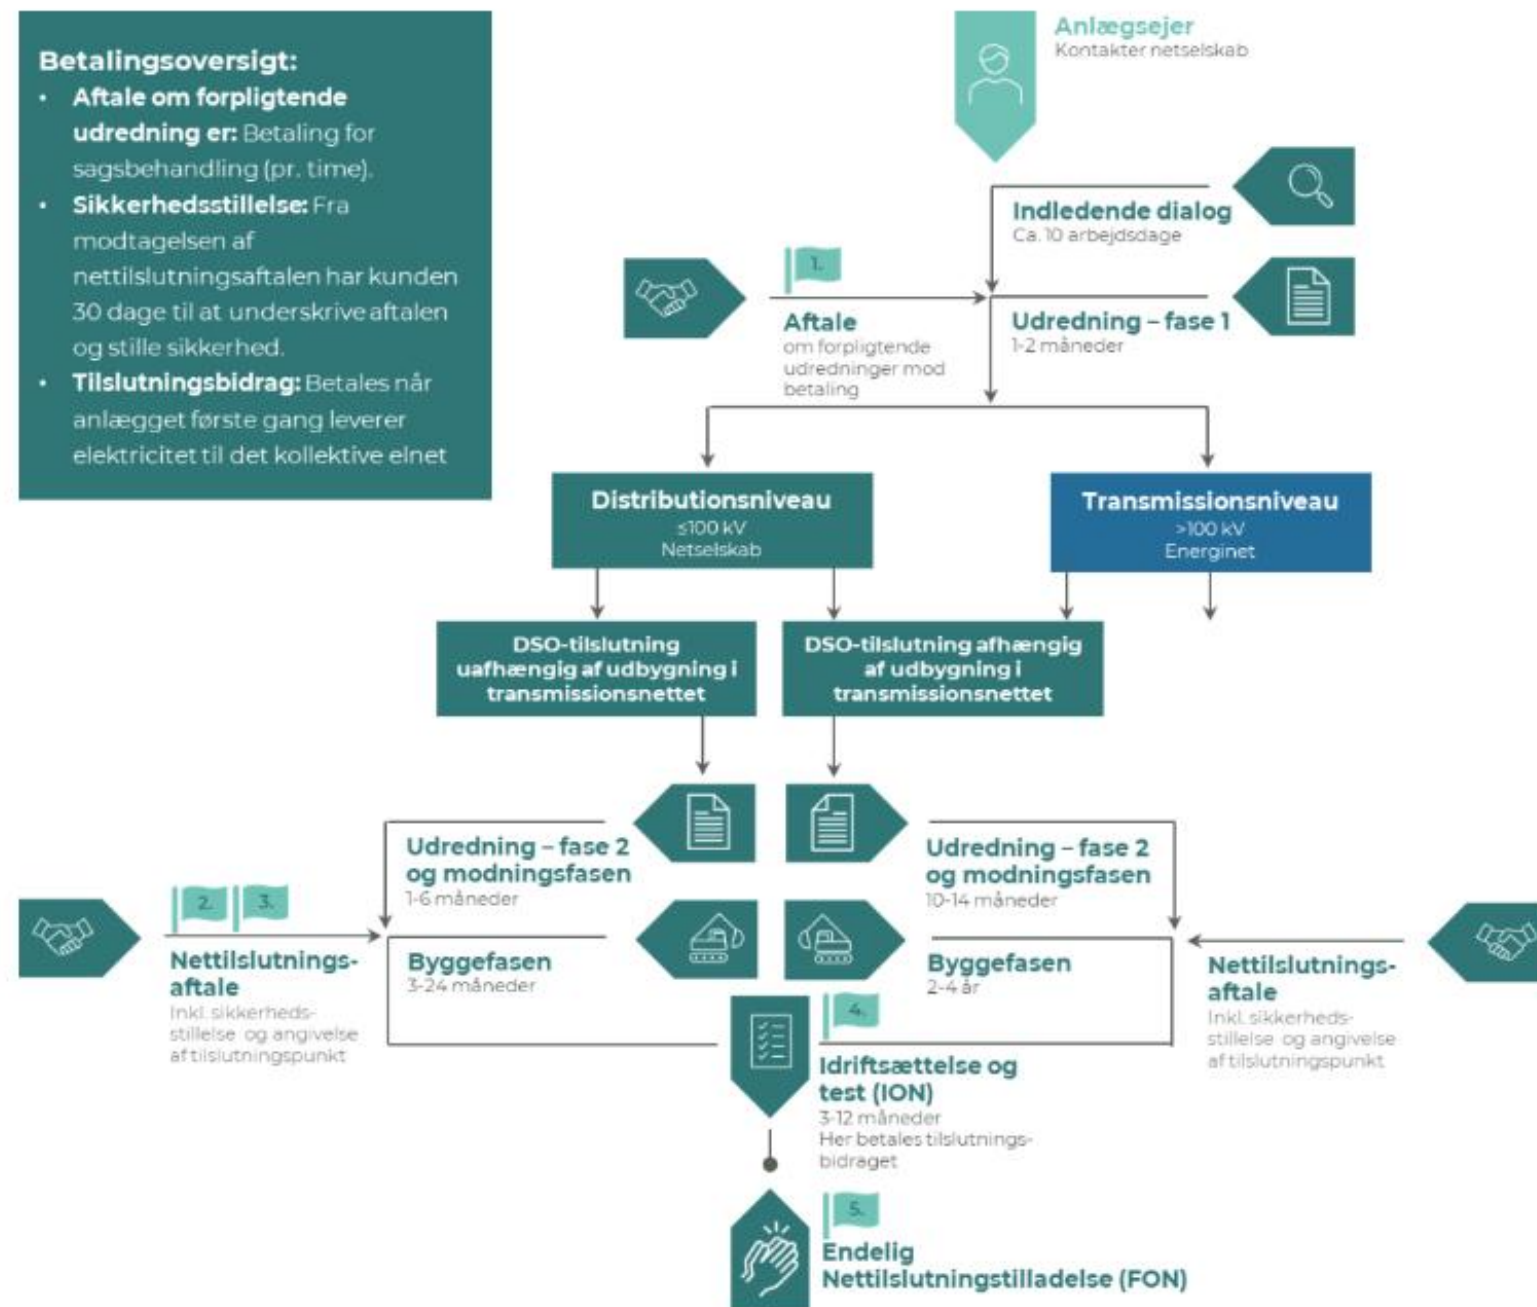 Betalingsoversigt:
• Aftale om forpligtende
udredning er: Betaling for
sagsbehandling (pr. time).
• Sikkerhedsstillelse: Fra
modtagelsen af
nettilslutningsaftalen har kunden
30 dage til at underskrive aftalen
og stille sikkerhed.
• Tilslutningsbidrag: Betales når
anlægget første gang leverer
elektricitet til det kollektive elnet
Anlægsejer
Kontakter netselskab
Indledende dialog
Ca. 10 arbejdsdage
1.
Aftale
om forpligtende
udredninger mod
betaling
Udredning – fase 1
1-2 måneder
Distributionsniveau
≤100 kV
Netselskab
Transmissionsniveau
>100 kV
Energinet
DSO-tilslutning
uafhængig af udbygning i
transmissionsnettet
DSO-tilslutning afhængig
af udbygning i
transmissionsnettet
Udredning – fase 2
og modningsfasen
1-6 måneder
Udredning – fase 2
og modningsfasen
10-14 måneder
2.
3.
Nettilslutnings-
aftale
Inkl. sikkerheds-
stillelse og angivelse
af tilslutningspunkt
Byggefasen
3-24 måneder
Byggefasen
2-4 år
Nettilslutnings-
aftale
Inkl. sikkerheds-
stillelse og angivelse
af tilslutningspunkt
4.
Idriftsættelse og
test (ION)
3-12 måneder
Her betales tilslutnings-
bidraget
5.
Endelig
Nettilslutningstilladelse (FON)